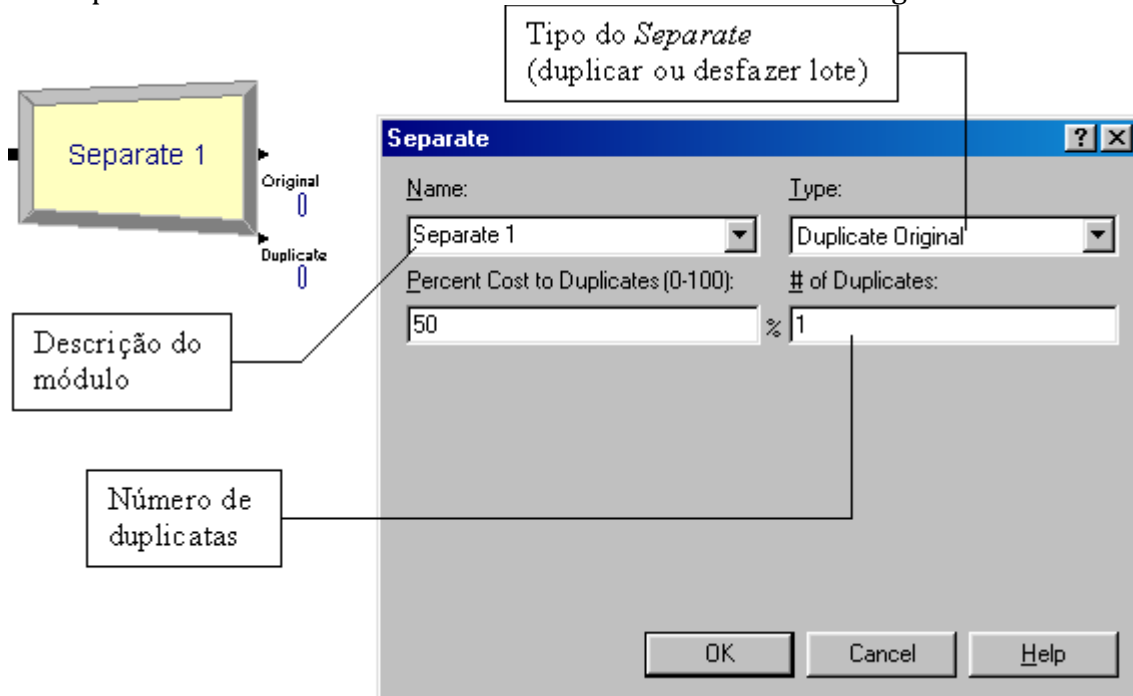 Tipo do Separate
(duplicar ou desfazer lote)
Separate 1
Original
0
Duplicate
0
Separate
Name:
Type:
Separate 1
Duplicate Original
Percent Cost to Duplicates (0-100):
# of Duplicates:
50
%
1
Descrição do
módulo
Número de
duplicatas
OK
Cancel
Help